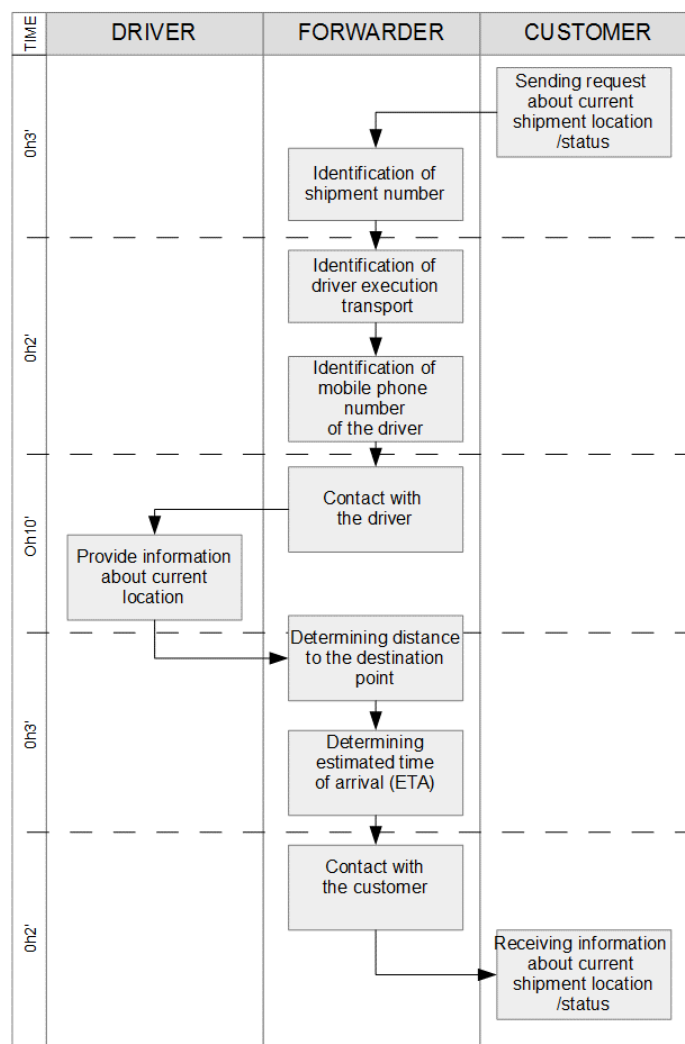 TIME
DRIVER
FORWARDER
CUSTOMER
0h3'
Sending request
about current
shipment location
/status
Identification of
shipment number
0h2'
Identification of
driver execution
transport
Identification of
mobile phone
number
of the driver
0h10'
Contact with
the driver
Provide information
about current
location
0h3'
Determining distance
to the destination
point
Determining
estimated time
of arrival (ETA)
0h2'
Contact with
the customer
Receiving information
about current
shipment location
/status